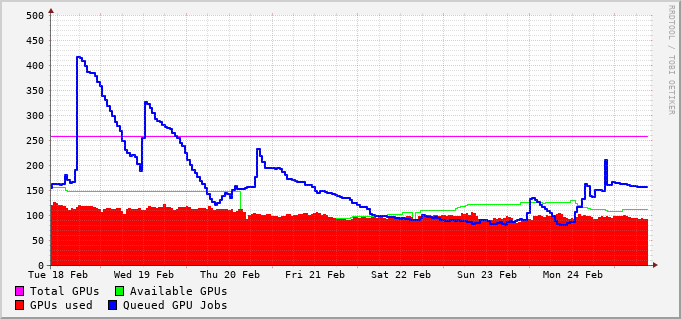 500
450
400
350
300
250
200
150
100
50
0
Tue 18 Feb Wed 19 Feb Thu 20 Feb Fri 21 Feb Sat 22 Feb Sun 23 Feb Mon 24 Feb
Total GPUs Available GPUs
GPUs used Queued GPU Jobs
RRDTOOL / TOBI OETIKER